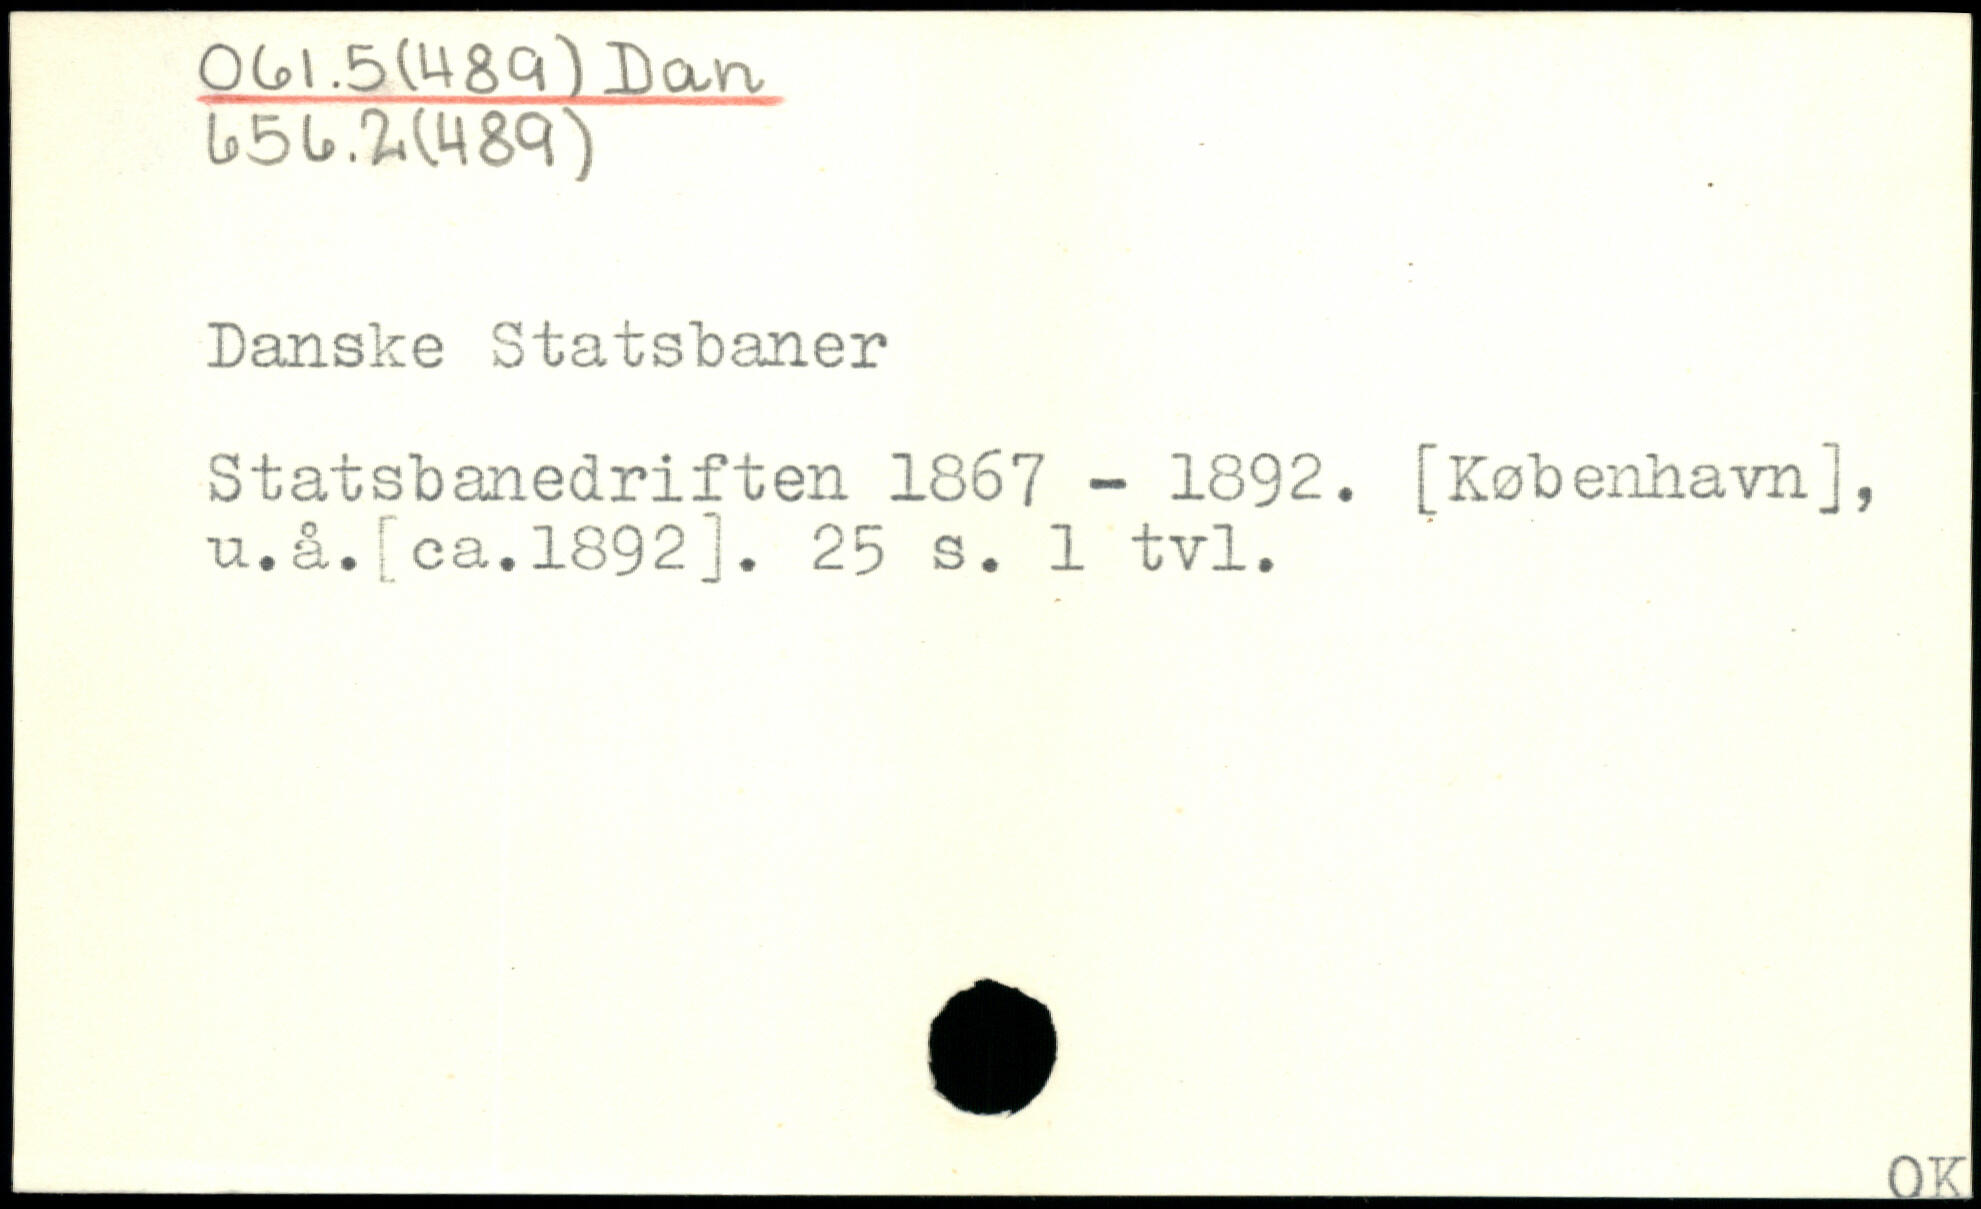 061.5(489) Dan
656.2(489)
Danske Statsbaner
Statsbanedriften 1867 - 1892. [København],
u.å.[ca.1892]. 25 s. 1 tvl.
OK